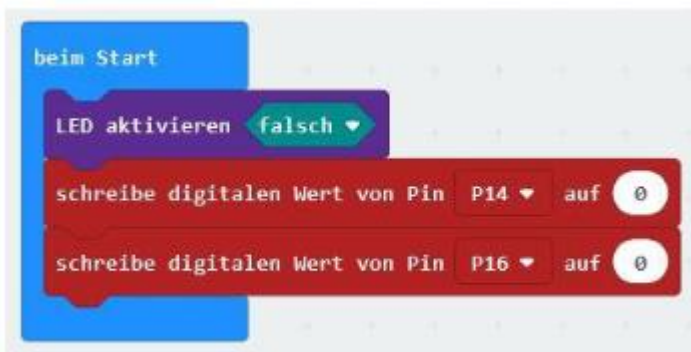 beim Start
LED aktivieren falsch
schreibe digitalen Wert von Pin P14 auf 0
schreibe digitalen Wert von Pin P16 auf 0